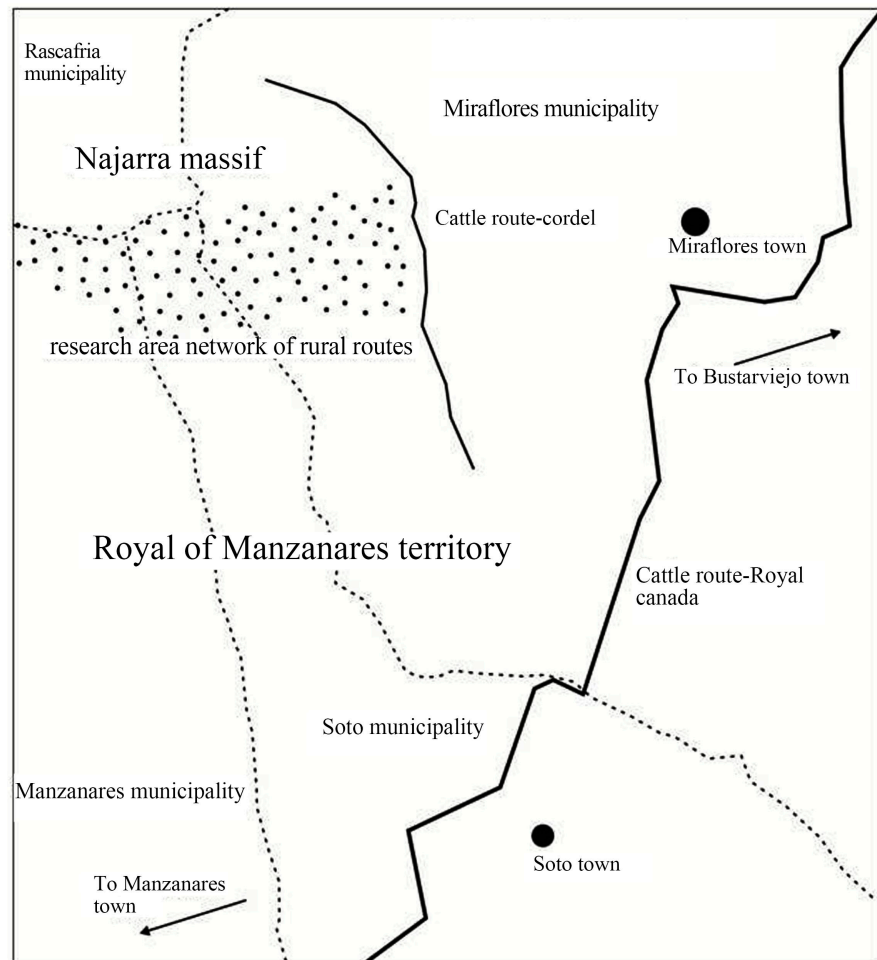 Rascafria
municipality
Miraflores municipality
Najarra massif
Cattle route-cordel
Miraflores town
research area network of rural routes
To Bustarviejo town
Royal of Manzanares territory
Cattle route-Royal
canada
Soto municipality
Manzanares municipality
Soto town
To Manzanares
town